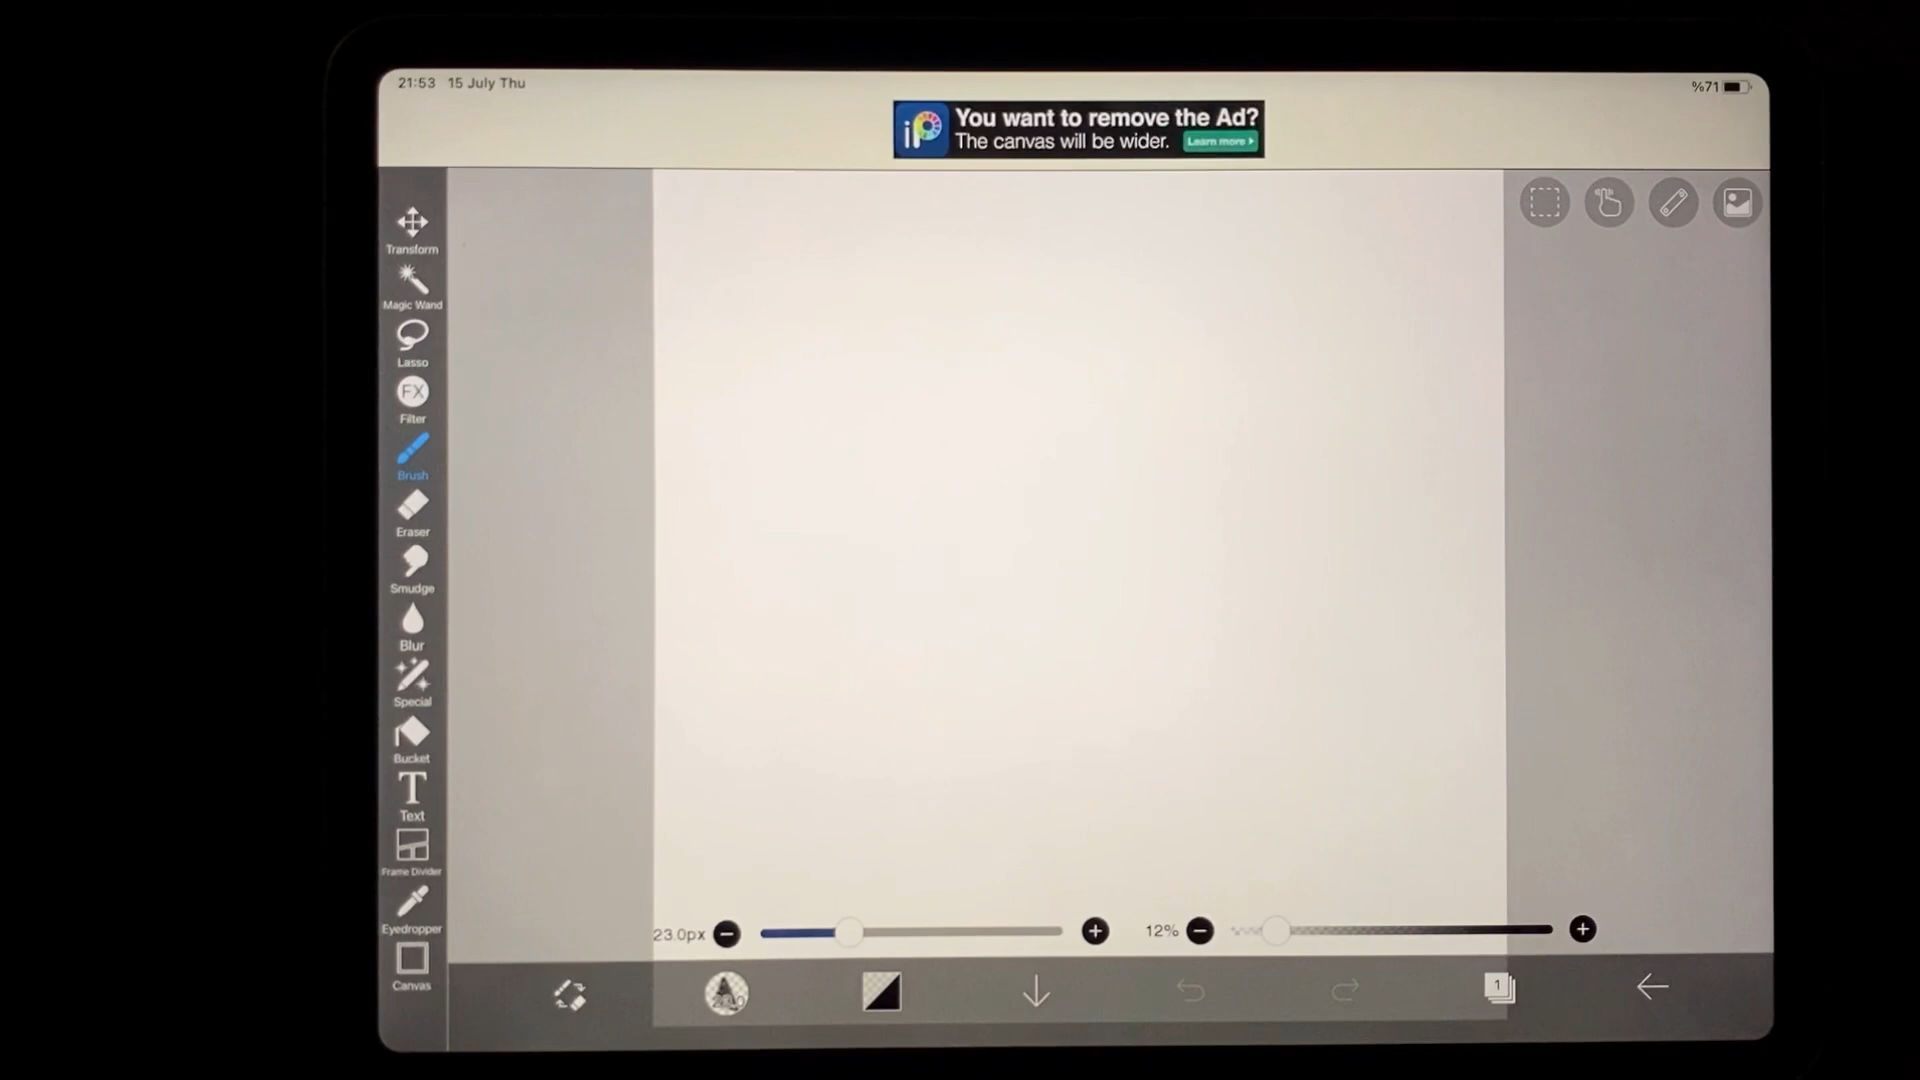 21:53 15 July Thu
%71
iP
You want to remove the Ad?
The canvas will be wider.
Learn more
Transform
Magic Wand
Lasso
FX
Filter
Brush
Eraser
Smudge
Blur
Special
Bucket
T
Text
Frame Divider
Eyedropper
Canvas
23.0px
12%
1